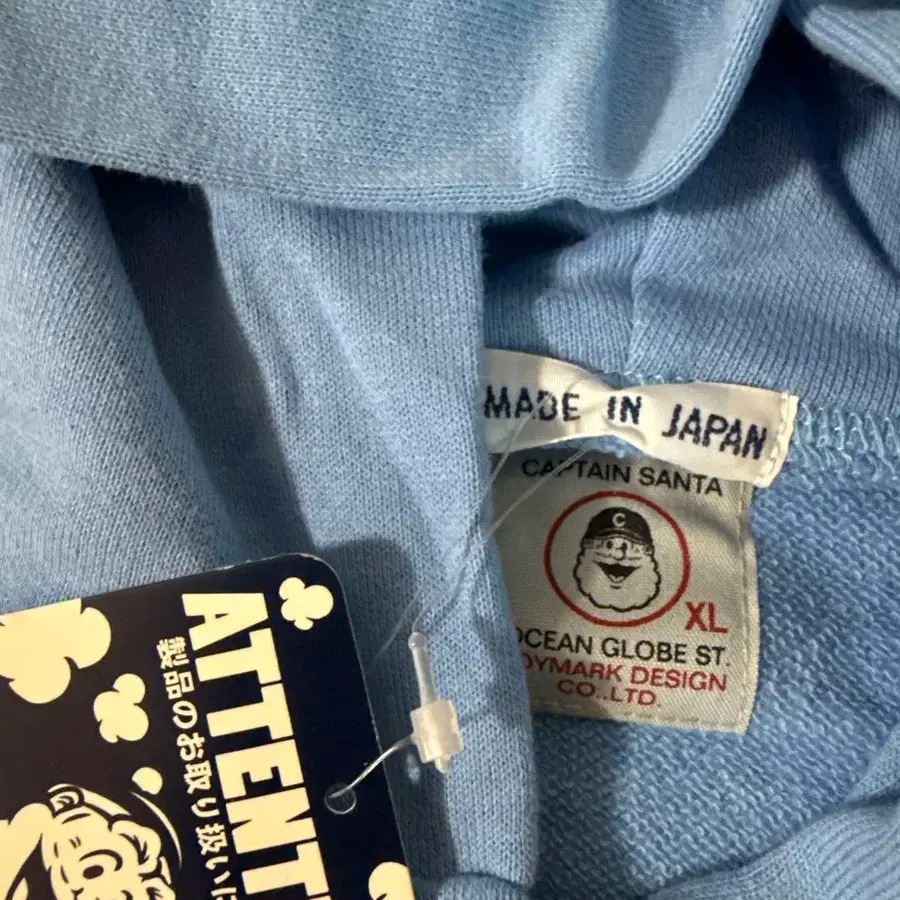 MADE IN JAPAN
CAPTAIN SANTA
C
XL
OCEAN GLOBE ST.
DYMARK DESIGN
CO.,LTD.
ATTENT
製品のお取り扱いに